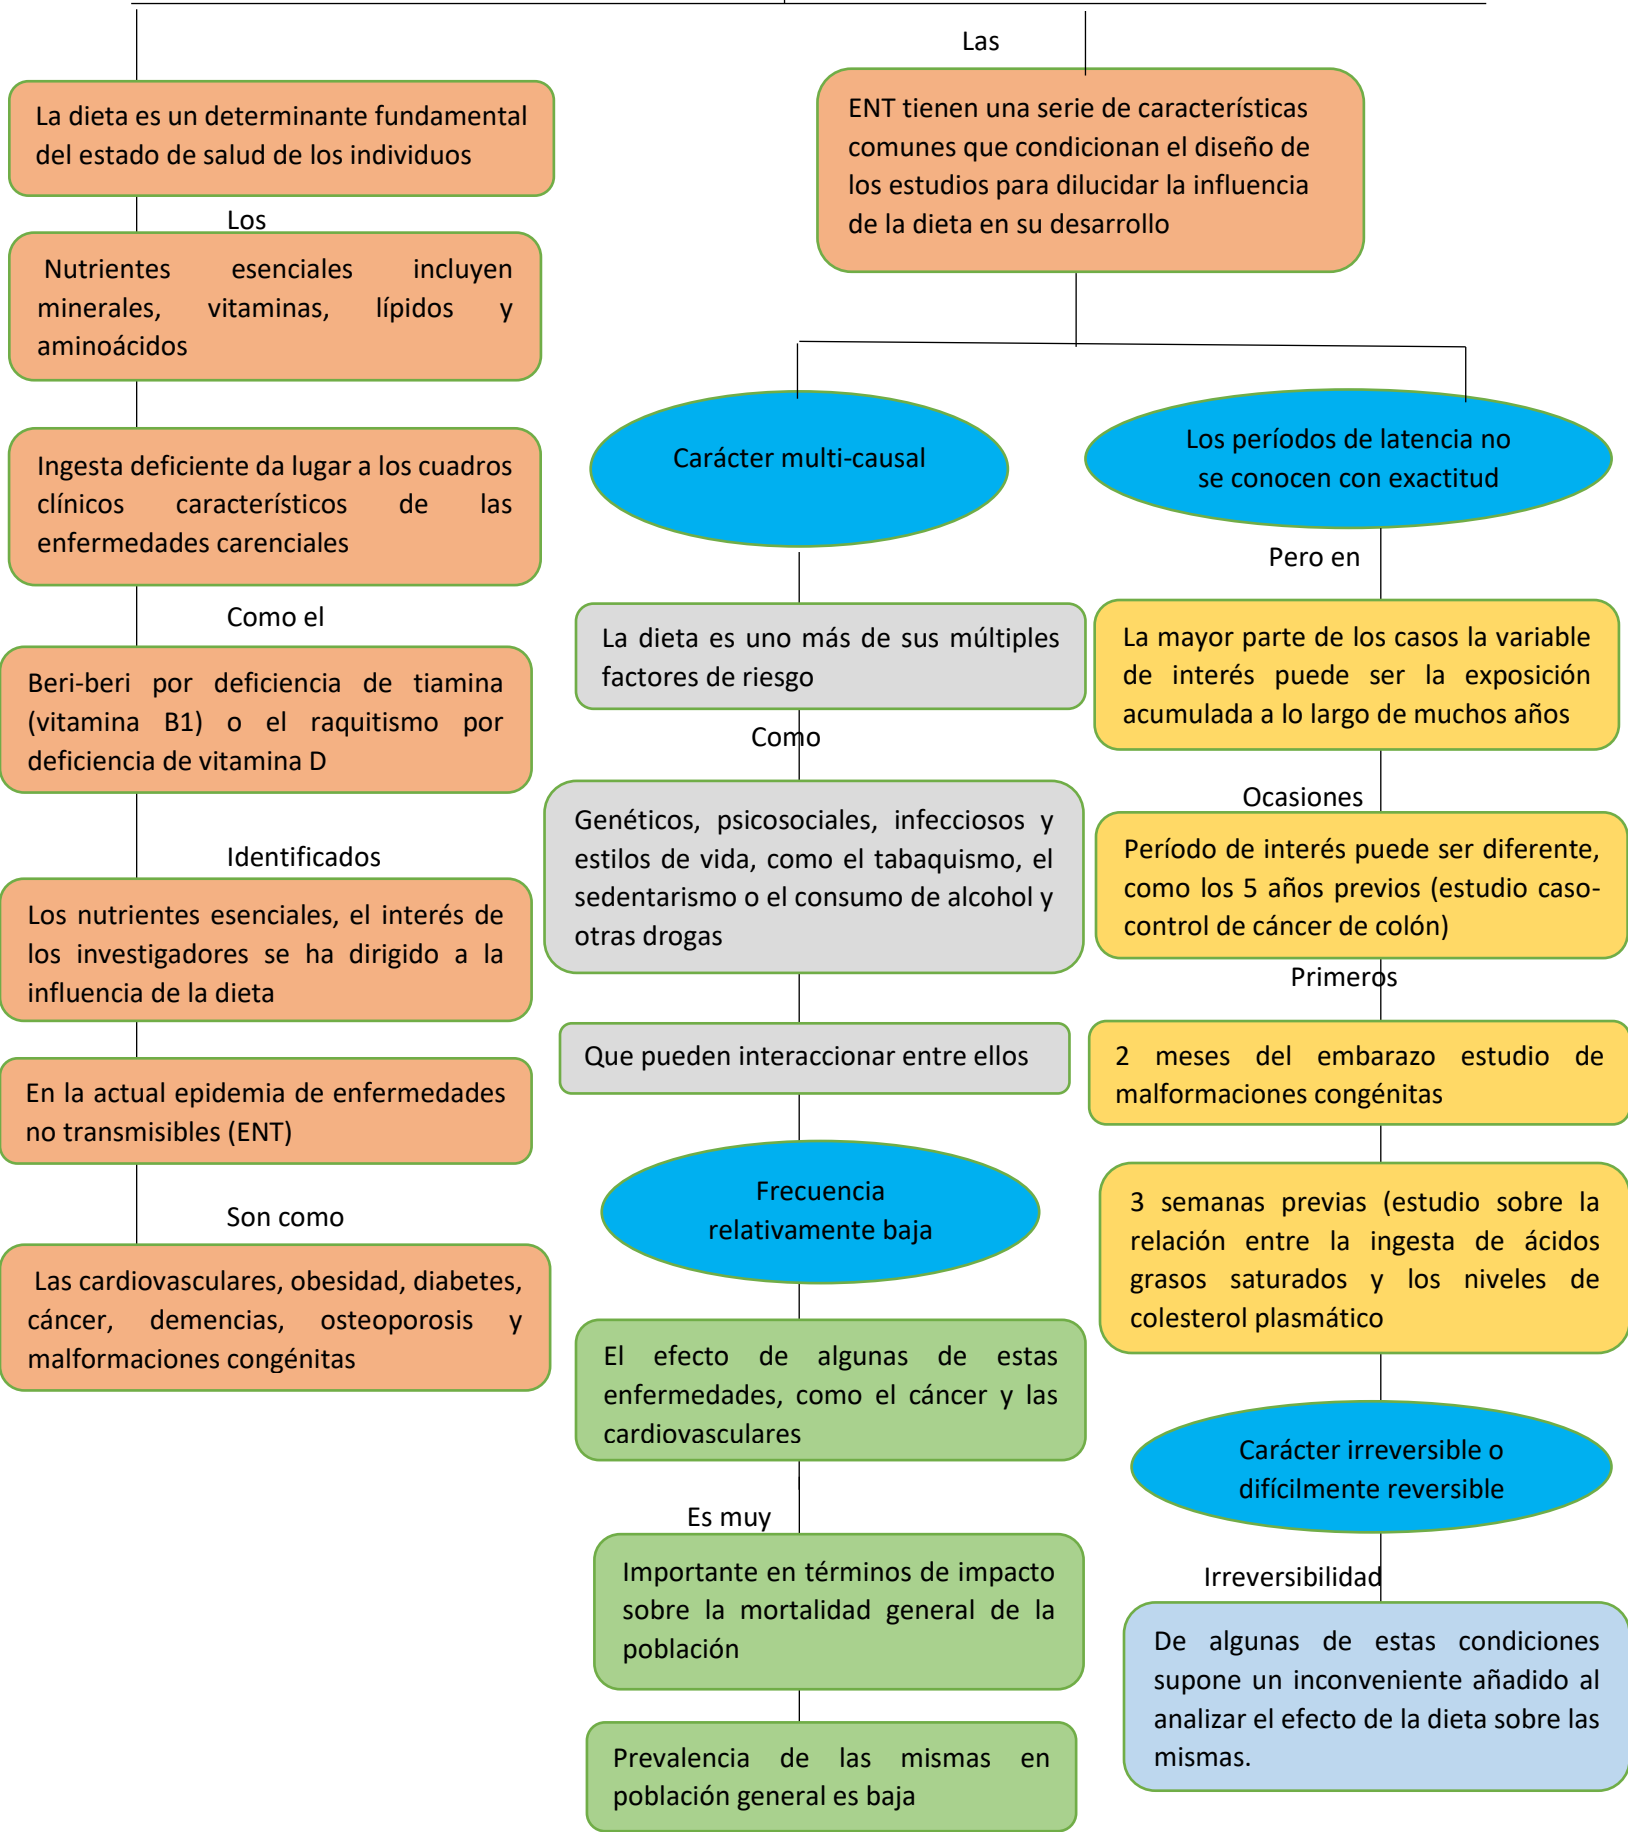 La dieta es un determinante fundamental
del estado de salud de los individuos
Los
Nutrientes esenciales incluyen
minerales, vitaminas, lípidos y
aminoácidos
Ingesta deficiente da lugar a los cuadros
clínicos característicos de las
enfermedades carenciales
Como el
Beri-beri por deficiencia de tiamina
(vitamina B1) o el raquitismo por
deficiencia de vitamina D
Identificados
Los nutrientes esenciales, el interés de
los investigadores se ha dirigido a la
influencia de la dieta
En la actual epidemia de enfermedades
no transmisibles (ENT)
Son como
Las cardiovasculares, obesidad, diabetes,
cáncer, demencias, osteoporosis y
malformaciones congénitas
Las
ENT tienen una serie de características
comunes que condicionan el diseño de
los estudios para dilucidar la influencia
de la dieta en su desarrollo
Carácter multi-causal
La dieta es uno más de sus múltiples
factores de riesgo
Como
Genéticos, psicosociales, infecciosos y
estilos de vida, como el tabaquismo, el
sedentarismo o el consumo de alcohol y
otras drogas
Que pueden interaccionar entre ellos
Frecuencia
relativamente baja
El efecto de algunas de estas
enfermedades, como el cáncer y las
cardiovasculares
Es muy
Importante en términos de impacto
sobre la mortalidad general de la
población
Prevalencia de las mismas en
población general es baja
Los períodos de latencia no
se conocen con exactitud
Pero en
La mayor parte de los casos la variable
de interés puede ser la exposición
acumulada a lo largo de muchos años
Ocasiones
Período de interés puede ser diferente,
como los 5 años previos (estudio caso-
control de cáncer de colón)
Primeros
2 meses del embarazo estudio de
malformaciones congénitas
3 semanas previas (estudio sobre la
relación entre la ingesta de ácidos
grasos saturados y los niveles de
colesterol plasmático
Carácter irreversible o
difícilmente reversible
Irreversibilidad
De algunas de estas condiciones
supone un inconveniente añadido al
analizar el efecto de la dieta sobre las
mismas.